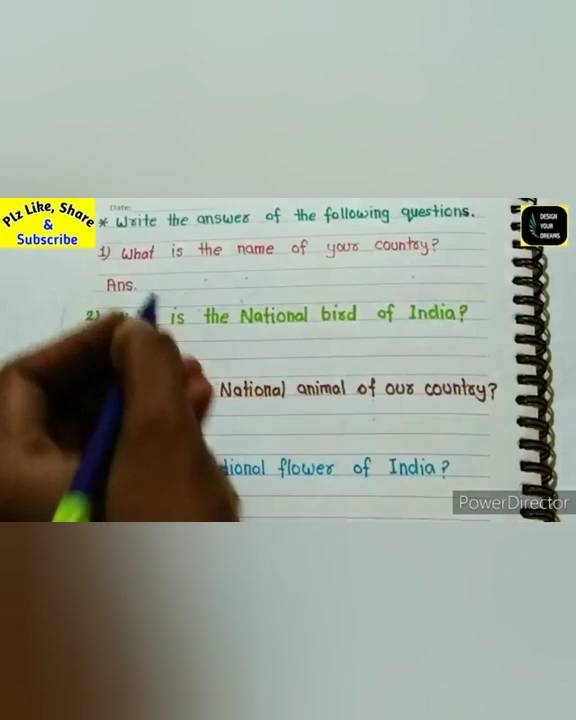 Plz Like, Share
&
Subscribe
Date:
* Write the answer of the following questions.
1) What is the name of your country?
Ans.
2) is the National bird of India?
National animal of our country?
tional flower of India?
DESIGN
YOUR
DREAMS
PowerDirector